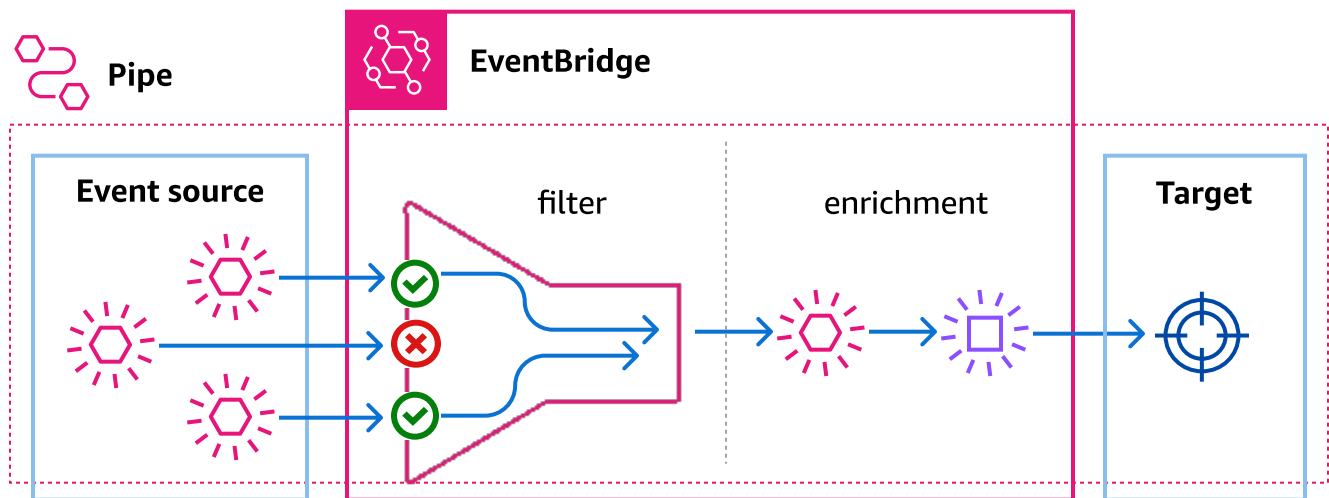 Pipe
EventBridge
Event source
filter
enrichment
Target